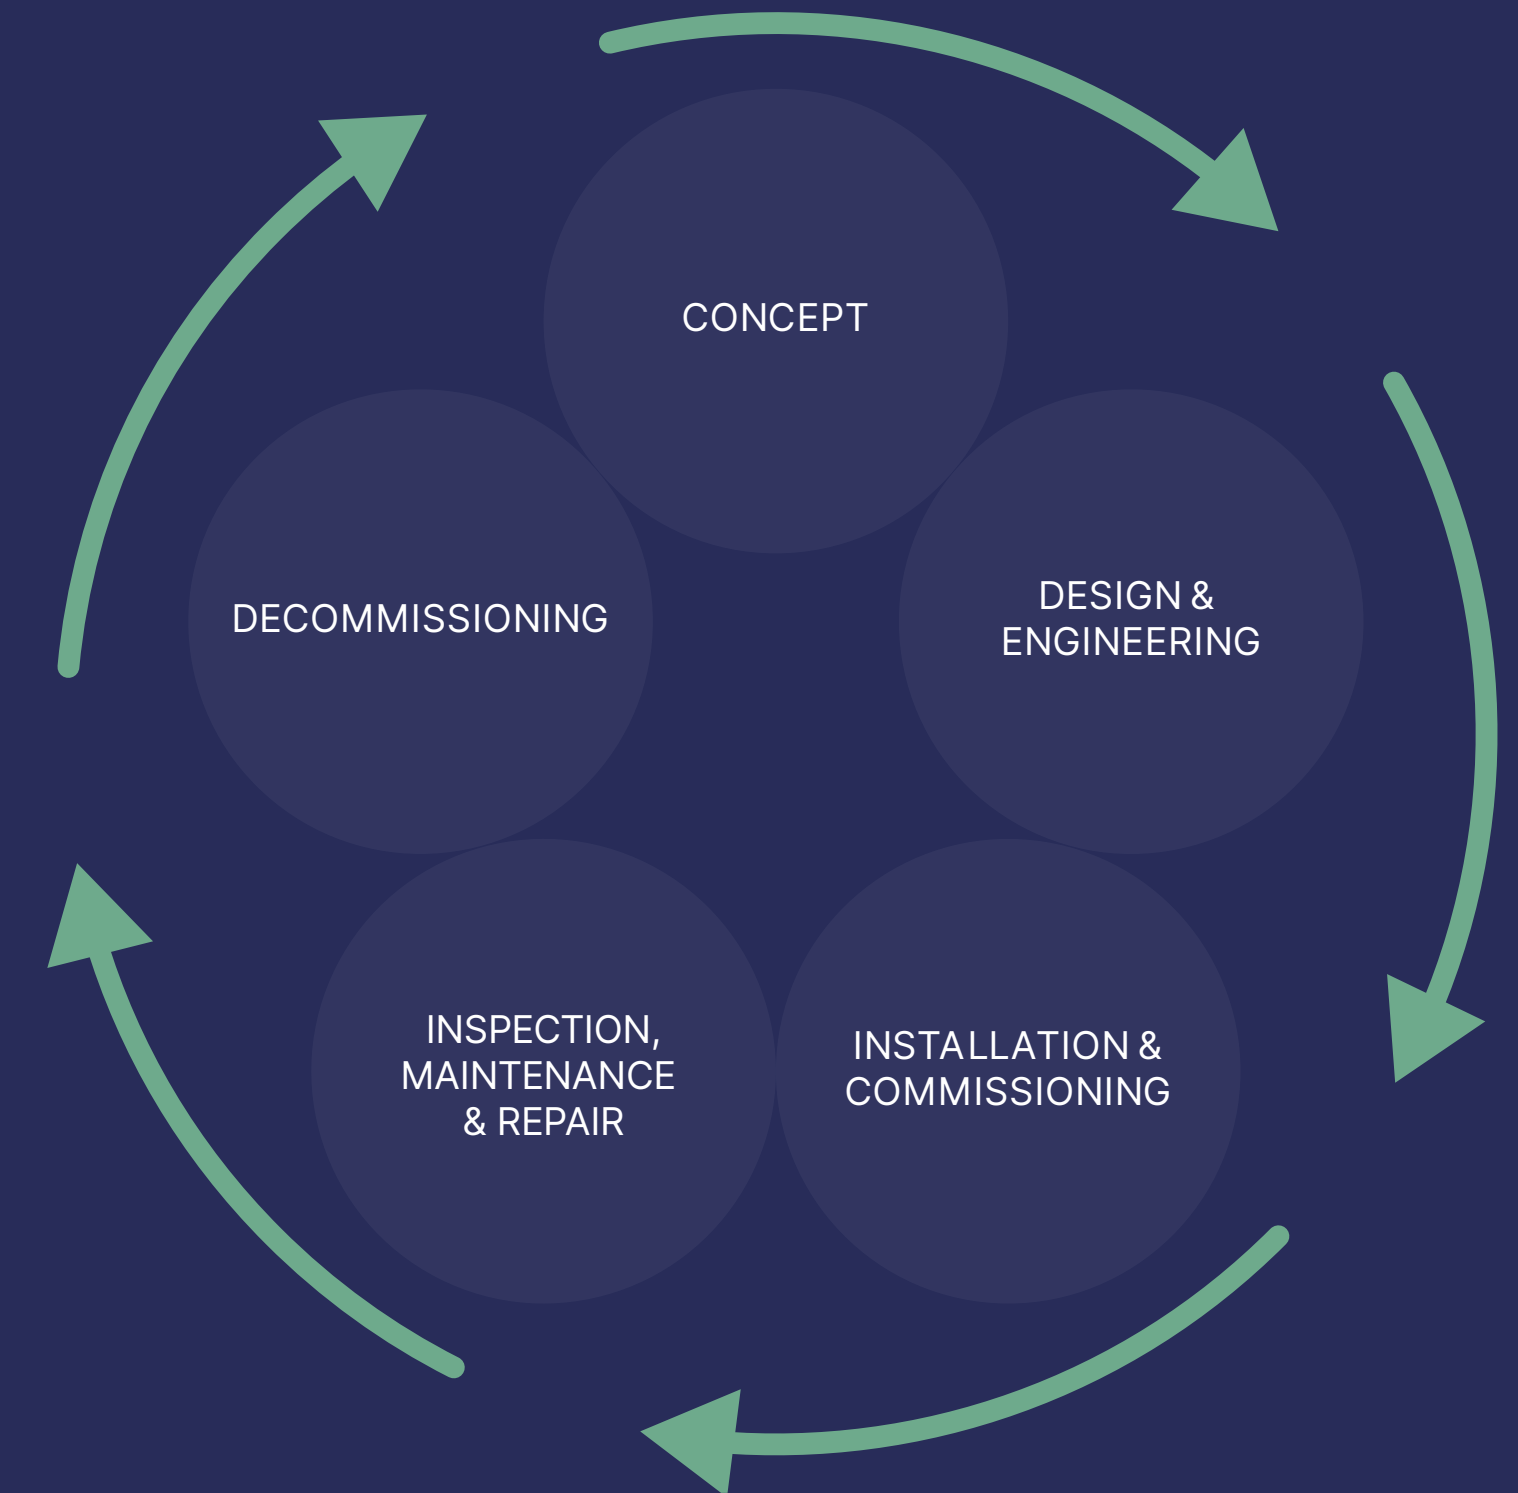 CONCEPT
DESIGN &
ENGINEERING
INSTALLATION &
COMMISSIONING
INSPECTION,
MAINTENANCE
& REPAIR
DECOMMISSIONING